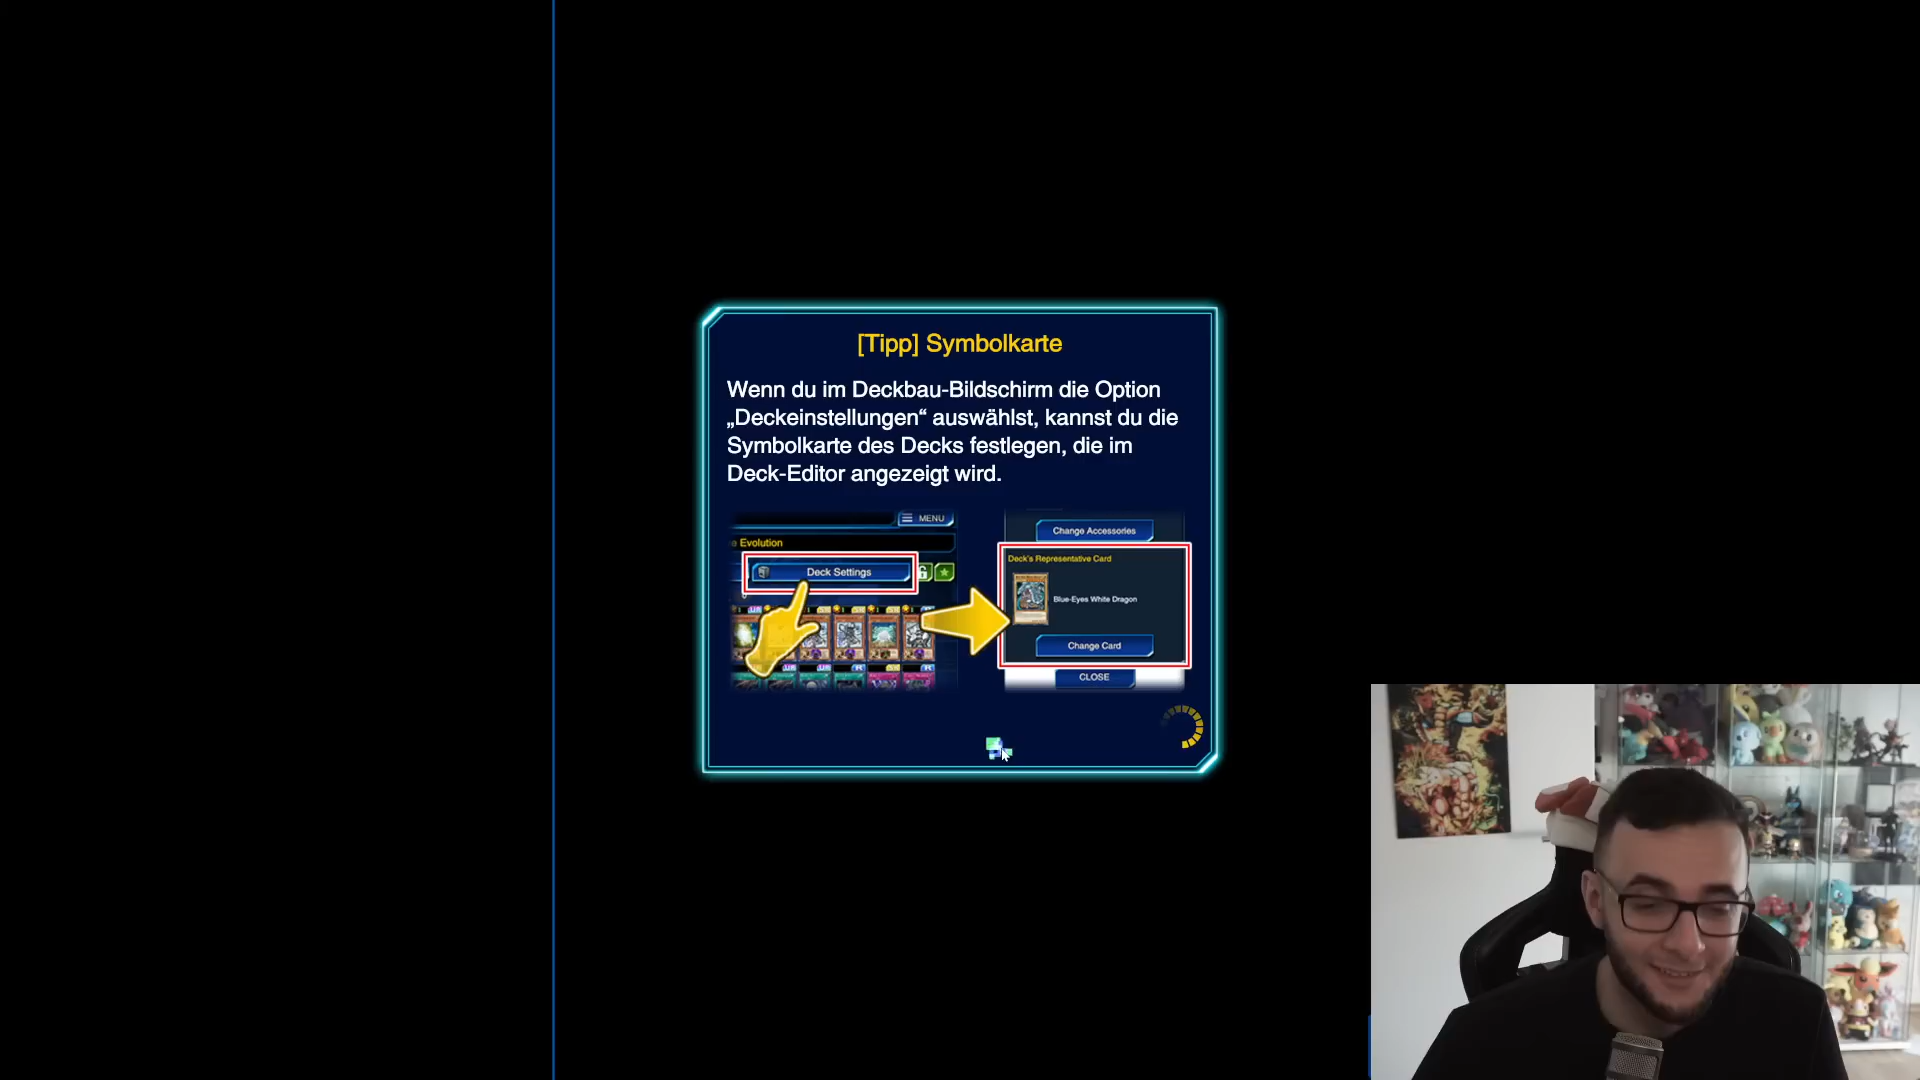 [Tipp] Symbolkarte
Wenn du im Deckbau-Bildschirm die Option
„Deckeinstellungen“ auswählst, kannst du die
Symbolkarte des Decks festlegen, die im
Deck-Editor angezeigt wird.
MENU
e Evolution
Deck Settings
Change Accessories
Deck's Representative Card
Blue-Eyes White Dragon
Change Card
CLOSE